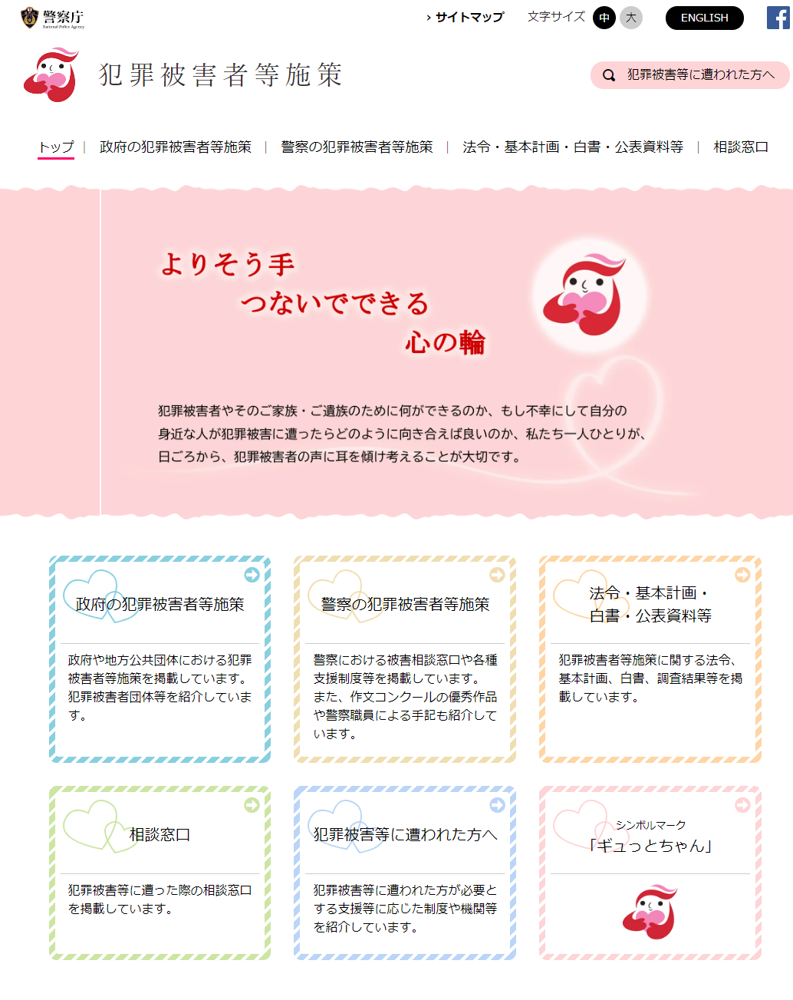 警察庁
National Police Agency
サイトマップ
文字サイズ 中 大
ENGLISH
犯罪被害者等施策
犯罪被害等に遭われた方へ
トップ
政府の犯罪被害者等施策
警察の犯罪被害者等施策
法令・基本計画・白書・公表資料等
相談窓口
よりそう手
つないでできる
心の輪
犯罪被害者やそのご家族・ご遺族のために何ができるのか、もし不幸にして自分の
身近な人が犯罪被害に遭ったらどのように向き合えば良いのか、私たち一人ひとりが、
日ごろから、犯罪被害者の声に耳を傾け考えることが大切です。
政府の犯罪被害者等施策
政府や地方公共団体における犯罪
被害者等施策を掲載しています。
犯罪被害者団体等を紹介していま
す。
警察の犯罪被害者等施策
警察における被害相談窓口や各種
支援制度等を掲載しています。
また、作文コンクールの優秀作品
や警察職員による手記も紹介して
います。
法令・基本計画・
白書・公表資料等
犯罪被害者等施策に関する法令、
基本計画、白書、調査結果等を掲
載しています。
相談窓口
犯罪被害等に遭った際の相談窓口
を掲載しています。
犯罪被害等に遭われた方へ
犯罪被害等に遭われた方が必要と
する支援等に応じた制度や機関等
を紹介しています。
シンボルマーク
「ギュっとちゃん」